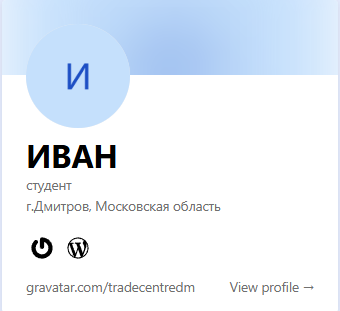 И
ИВАН
студент
г.Дмитров, Московская область
gravatar.com/tradecentredm View profile →